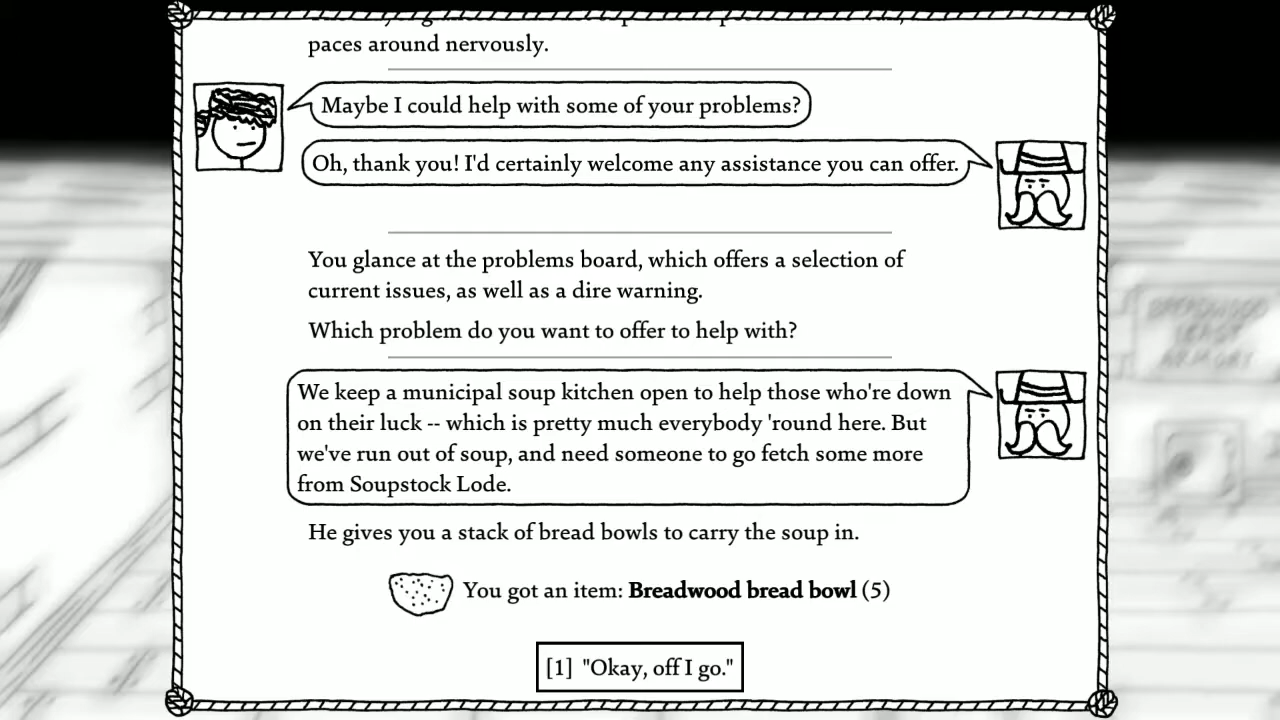 paces around nervously.
Maybe I could help with some of your problems?
Oh, thank you! I'd certainly welcome any assistance you can offer.
You glance at the problems board, which offers a selection of
current issues, as well as a dire warning.
Which problem do you want to offer to help with?
We keep a municipal soup kitchen open to help those who're down
on their luck -- which is pretty much everybody 'round here. But
we've run out of soup, and need someone to go fetch some more
from Soupstock Lode.
He gives you a stack of bread bowls to carry the soup in.
You got an item: Breadwood bread bowl (5)
[1] "Okay, off I go."
BREADWOOD
YEAST
ARMORY